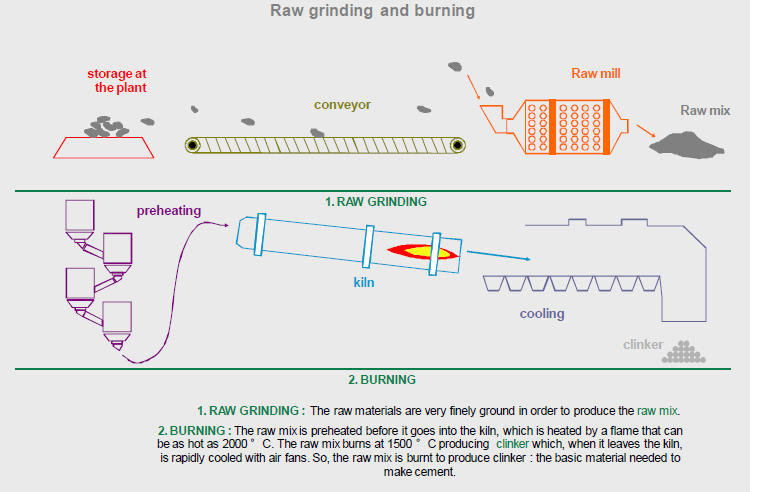 Raw grinding and burning
storage at
the plant
conveyor
Raw mill
Raw mix
1. RAW GRINDING
preheating
kiln
cooling
clinker
2. BURNING
1. RAW GRINDING : The raw materials are very finely ground in order to produce the raw mix.
2. BURNING : The raw mix is preheated before it goes into the kiln, which is heated by a flame that can
be as hot as 2000 ° C. The raw mix burns at 1500 ° C producing clinker which, when it leaves the kiln,
is rapidly cooled with air fans. So, the raw mix is burnt to produce clinker : the basic material needed to
make cement.